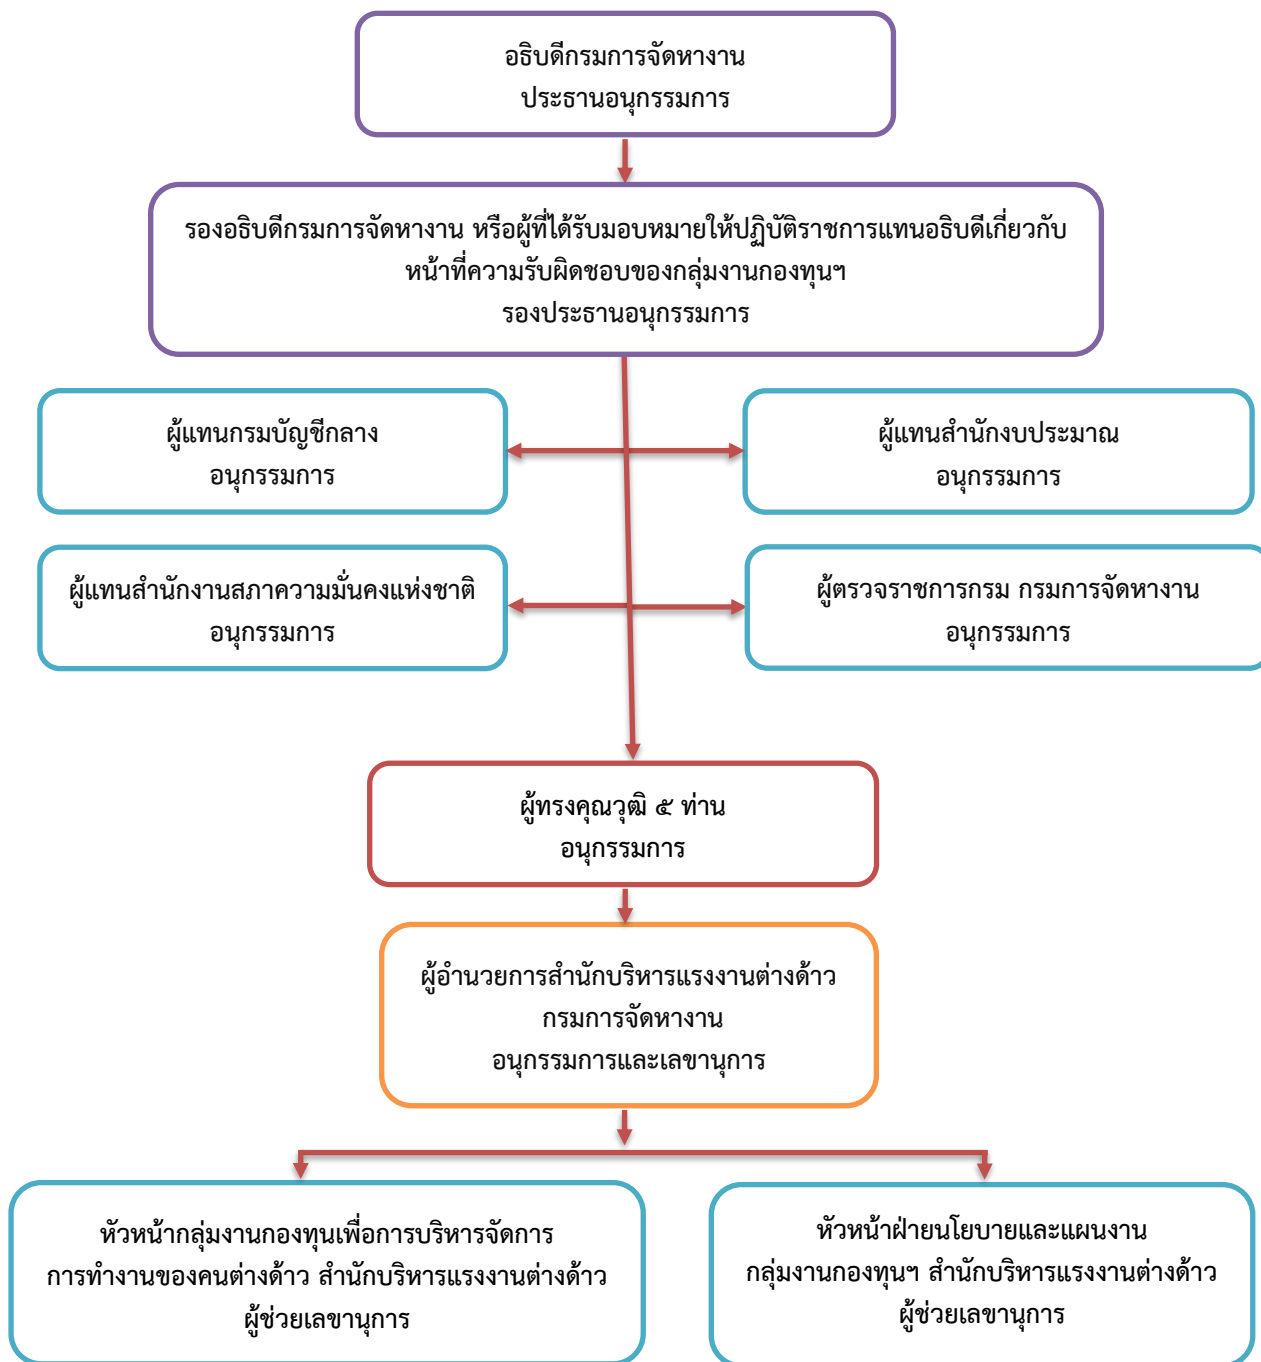 อธิบดีกรมการจัดหางาน
ประธานอนุกรรมการ
รองอธิบดีกรมการจัดหางาน หรือผู้ที่ได้รับมอบหมายให้ปฏิบัติราชการแทนอธิบดีเกี่ยวกับ
หน้าที่ความรับผิดชอบของกลุ่มงานกองทุนฯ
รองประธานอนุกรรมการ
ผู้แทนกรมบัญชีกลาง
อนุกรรมการ
ผู้แทนสำนักงบประมาณ
อนุกรรมการ
ผู้แทนสำนักงานสภาความมั่นคงแห่งชาติ
อนุกรรมการ
ผู้ตรวจราชการกรม กรมการจัดหางาน
อนุกรรมการ
ผู้ทรงคุณวุฒิ ๕ ท่าน
อนุกรรมการ
ผู้อำนวยการสำนักบริหารแรงงานต่างด้าว
กรมการจัดหางาน
อนุกรรมการและเลขานุการ
หัวหน้ากลุ่มงานกองทุนเพื่อการบริหารจัดการ
การทำงานของคนต่างด้าว สำนักบริหารแรงงานต่างด้าว
ผู้ช่วยเลขานุการ
หัวหน้าฝ่ายนโยบายและแผนงาน
กลุ่มงานกองทุนฯ สำนักบริหารแรงงานต่างด้าว
ผู้ช่วยเลขานุการ